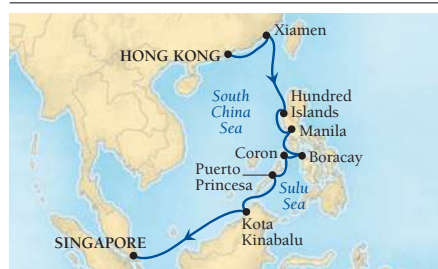 Xiamen
HONG KONG
South
China
Sea
Hundred
Islands
Manila
Coron
Boracay
Puerto
Princesa
Sulu
Sea
Kota
Kinabalu
SINGAPORE